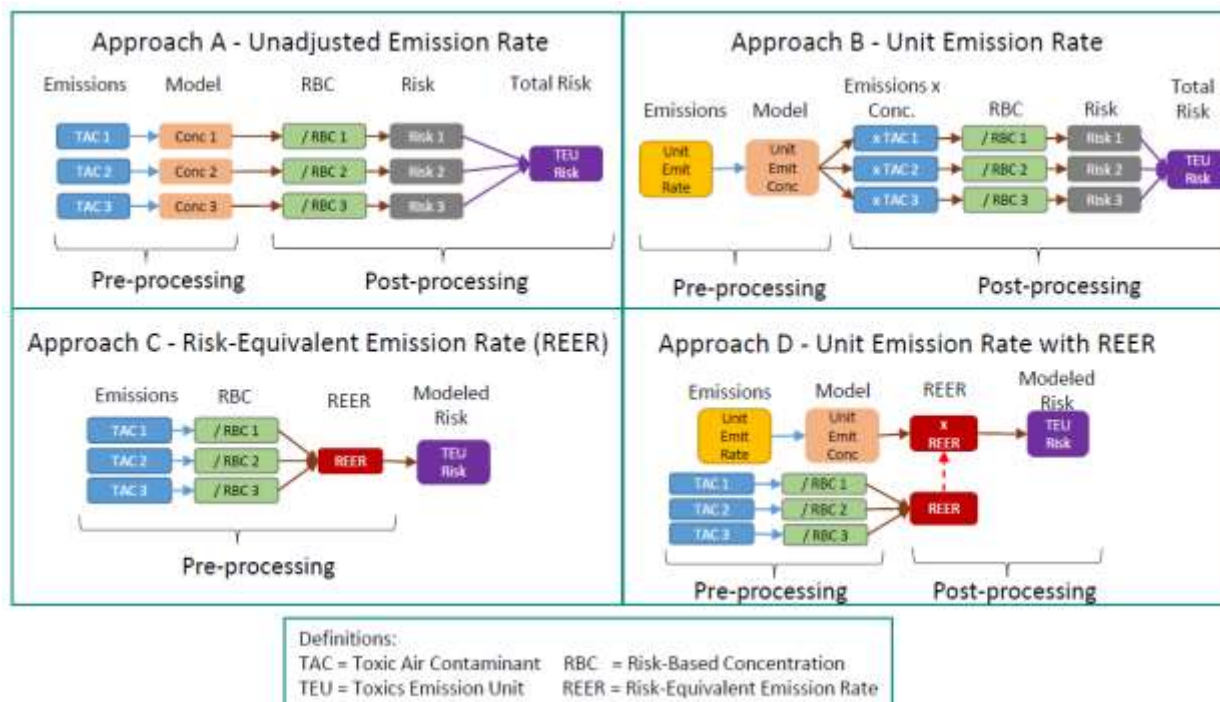 Approach A - Unadjusted Emission Rate
Emissions Model RBC Risk Total Risk
TAC 1 Conc 1 / RBC 1 Risk 1
TAC 2 Conc 2 / RBC 2 Risk 2 TEU Risk
TAC 3 Conc 3 / RBC 3 Risk 3
Pre-processing Post-processing
Approach B - Unit Emission Rate
Emissions Model Emissions x Conc. RBC Risk Total Risk
Unit Emit Rate Unit Emit Conc
x TAC 1 / RBC 1 Risk 1
x TAC 2 / RBC 2 Risk 2 TEU Risk
x TAC 3 / RBC 3 Risk 3
Pre-processing Post-processing
Approach C - Risk-Equivalent Emission Rate (REER)
Emissions RBC REER Modeled Risk
TAC 1 / RBC 1
TAC 2 / RBC 2 REER TEU Risk
TAC 3 / RBC 3
Pre-processing
Approach D - Unit Emission Rate with REER
Emissions Model REER Modeled Risk
Unit Emit Rate Unit Emit Conc x REER TEU Risk
TAC 1 / RBC 1
TAC 2 / RBC 2 REER
TAC 3 / RBC 3
Pre-processing Post-processing
Definitions:
TAC = Toxic Air Contaminant RBC = Risk-Based Concentration
TEU = Toxics Emission Unit REER = Risk-Equivalent Emission Rate